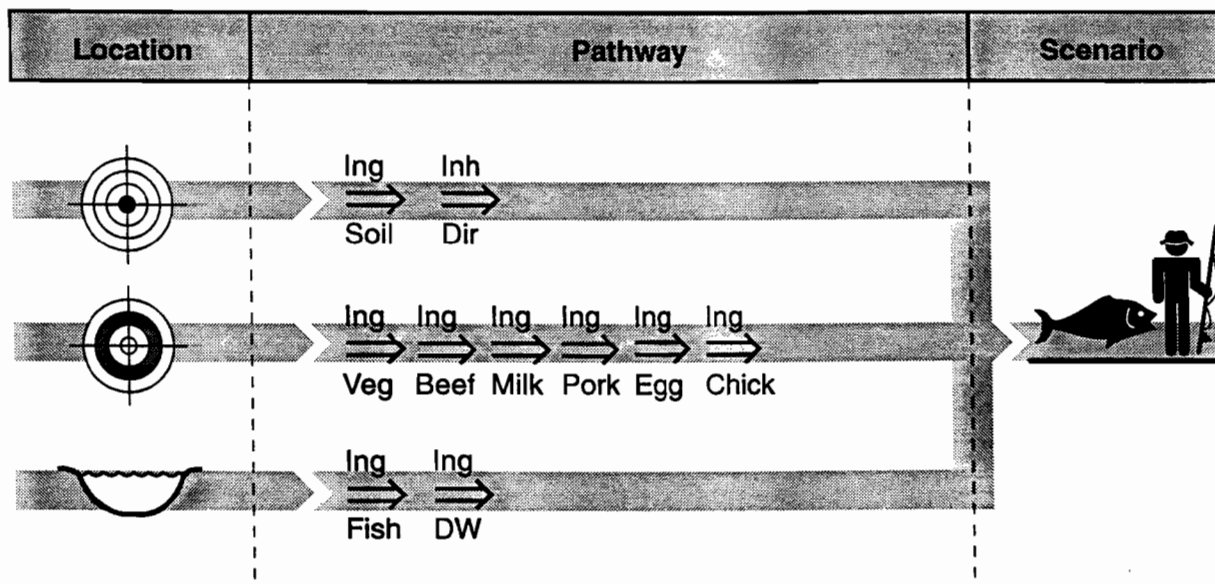 Location Pathway Scenario
Ing Inh
Soil Dir
Ing Ing Ing Ing Ing Ing
Veg Beef Milk Pork Egg Chick
Ing Ing
Fish DW